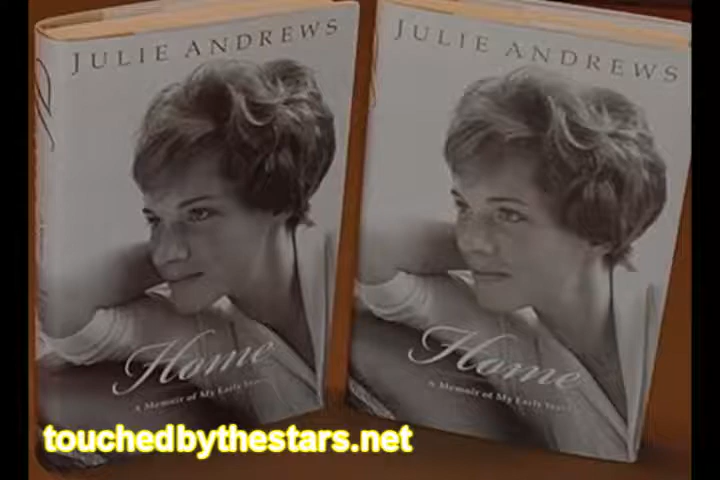 JULIE ANDREWS
Home
A Memoir of My Early Years
JULIE ANDREWS
Home
A Memoir of My Early Years
touchedbythestars.net